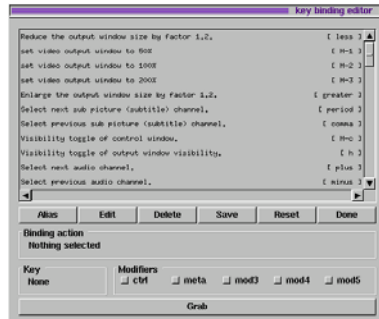 key binding editor
Reduce the output window size by factor 1.2. [ less ]
set video output window to 50% [ M-1 ]
set video output window to 100% [ M-2 ]
set video output window to 200% [ M-3 ]
Enlarge the output window size by factor 1.2. [ greater ]
Select next sub picture (subtitle) channel. [ period ]
Select previous sub picture (subtitle) channel. [ comma ]
Visibility toggle of control window. [ M-c ]
Visibility toggle of output window visibility. [ h ]
Select next audio channel. [ plus ]
Select previous audio channel. [ minus ]
Alias Edit Delete Save Reset Done
Binding action
Nothing selected
Key Modifiers
None ctrl meta mod3 mod4 mod5
Grab